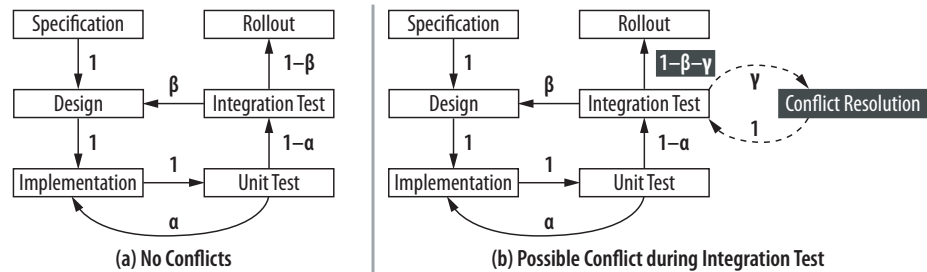 Specification
Rollout
1
1–β
Design
β
Integration Test
1
1–α
Implementation
1
Unit Test
α
(a) No Conflicts
Specification
Rollout
1
1–β–γ
γ
Design
β
Integration Test
Conflict Resolution
1
1
1–α
Implementation
1
Unit Test
α
(b) Possible Conflict during Integration Test